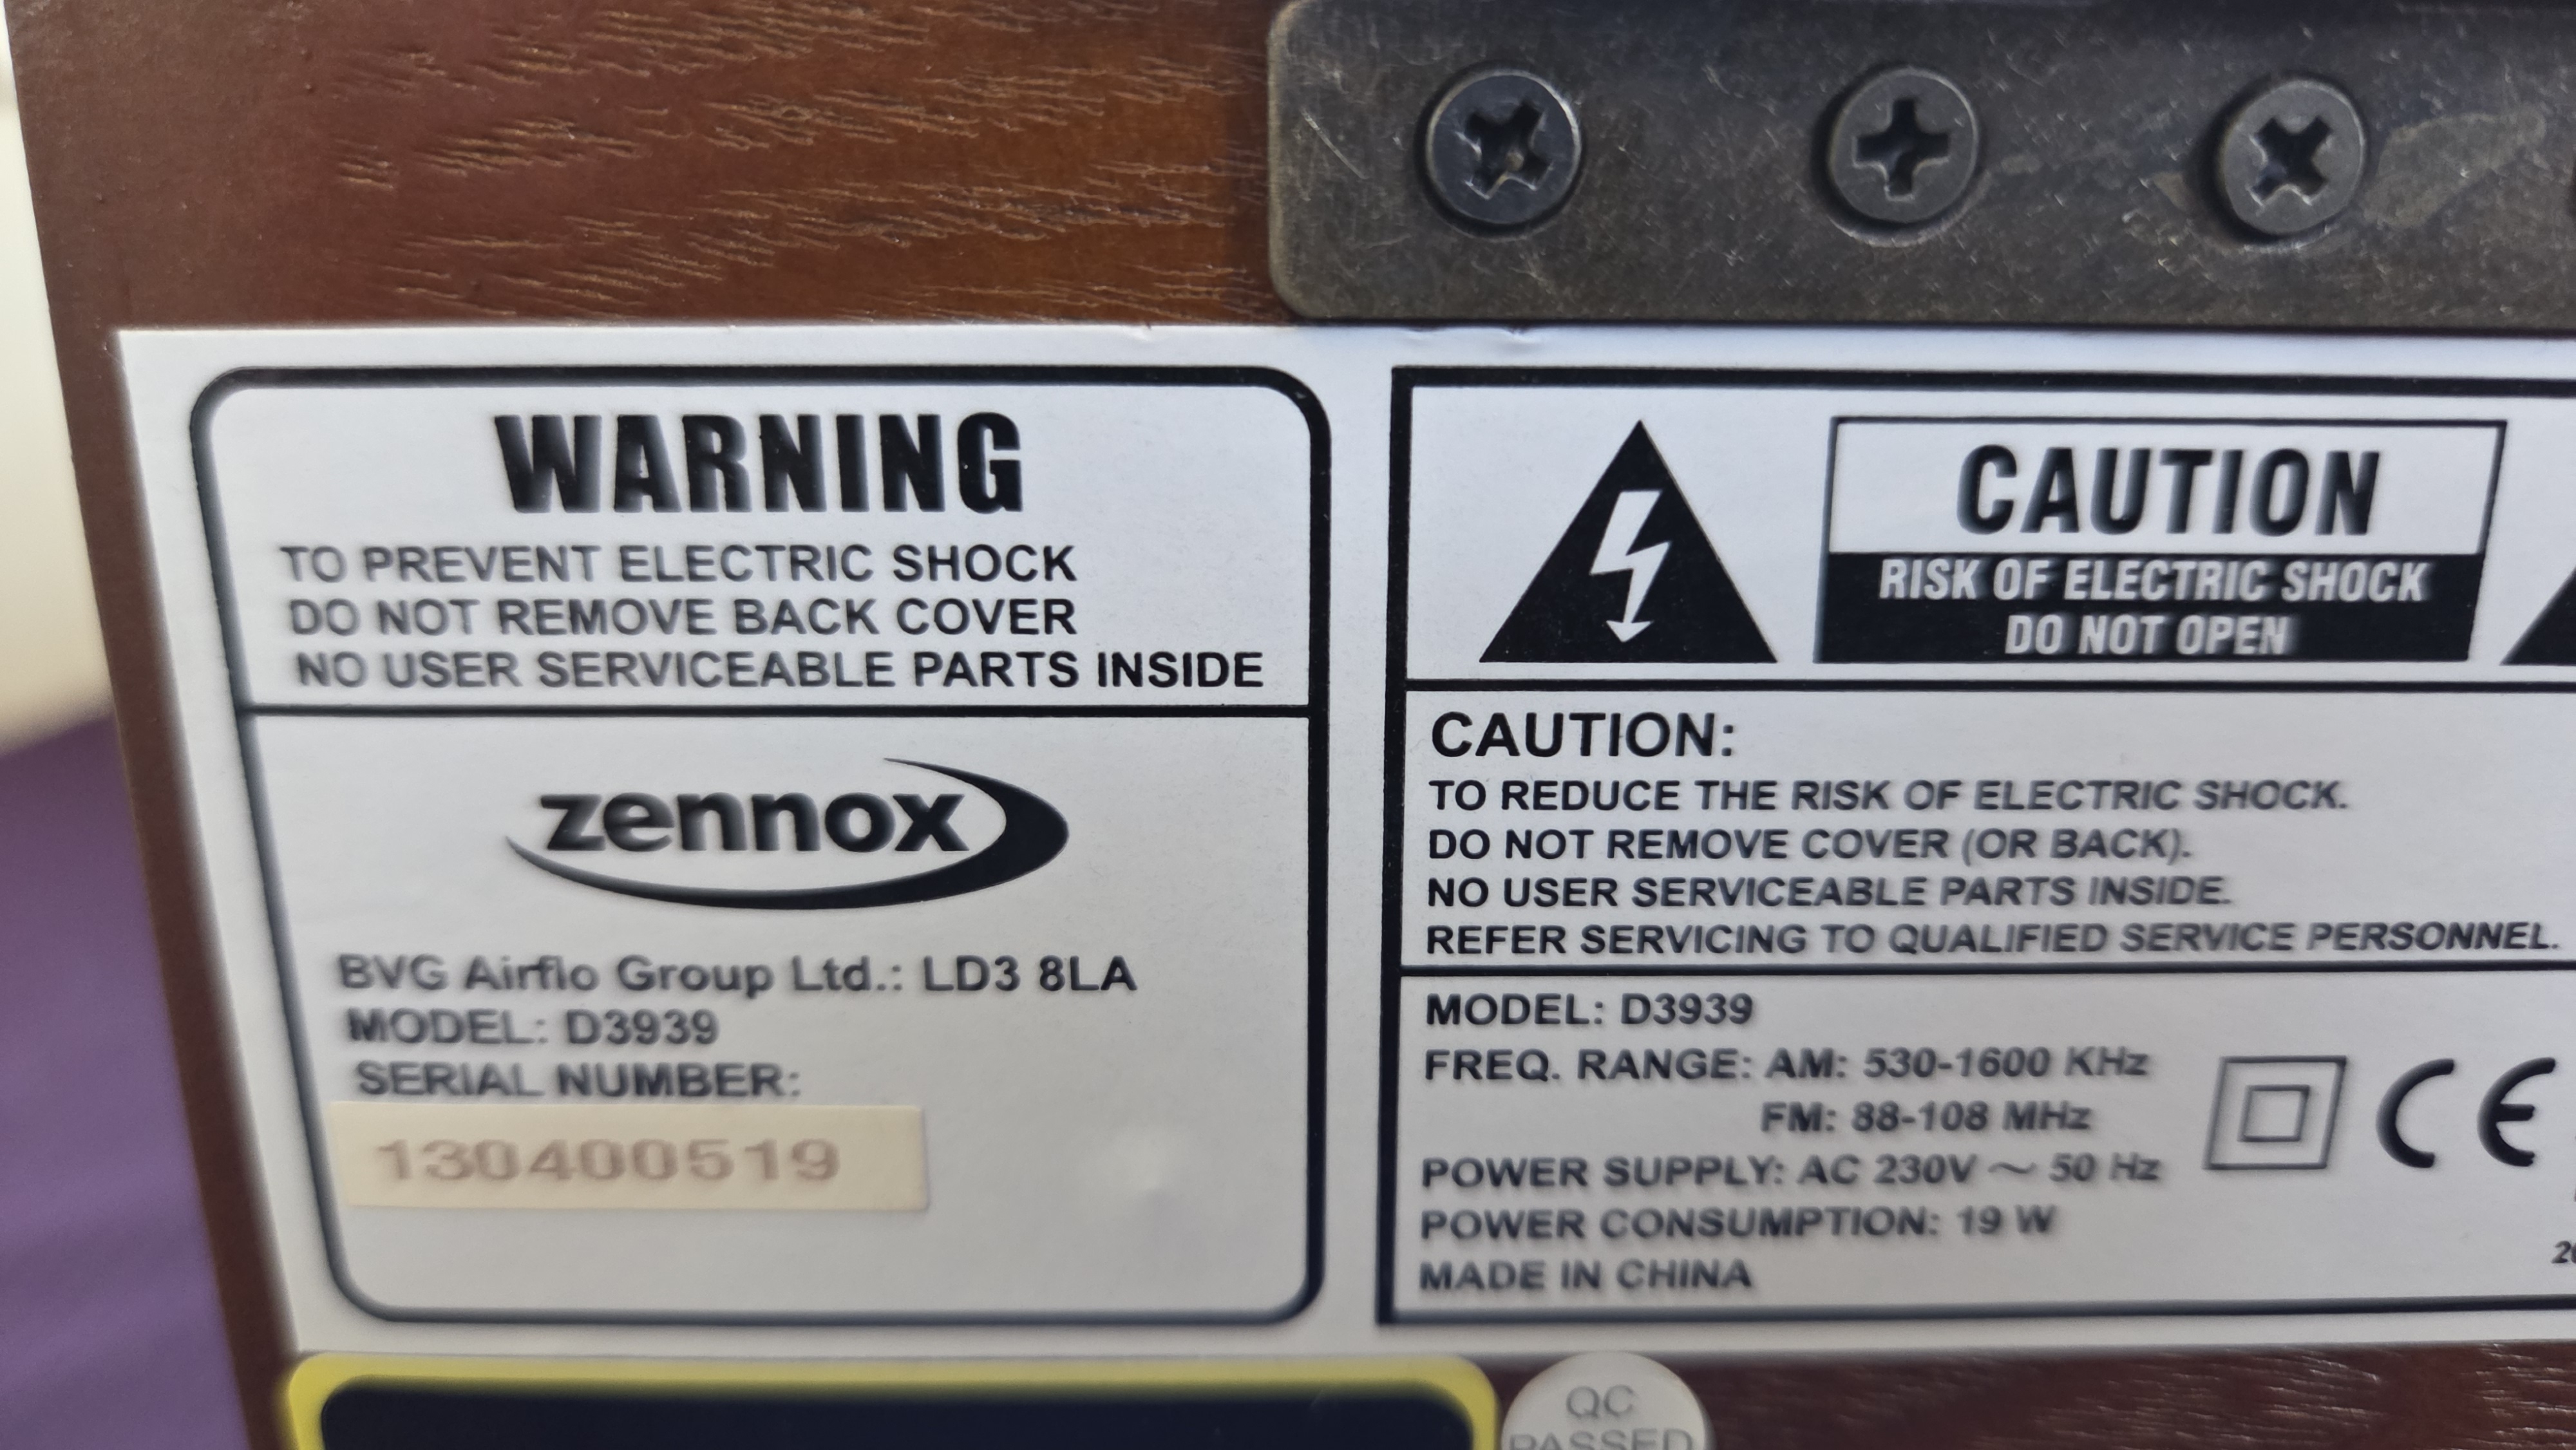 WARNING
TO PREVENT ELECTRIC SHOCK
DO NOT REMOVE BACK COVER
NO USER SERVICEABLE PARTS INSIDE
zennox
BVG Airflo Group Ltd.: LD3 8LA
MODEL: D3939
SERIAL NUMBER:
130400519
CAUTION
RISK OF ELECTRIC SHOCK
DO NOT OPEN
CAUTION:
TO REDUCE THE RISK OF ELECTRIC SHOCK.
DO NOT REMOVE COVER (OR BACK).
NO USER SERVICEABLE PARTS INSIDE.
REFER SERVICING TO QUALIFIED SERVICE PERSONNEL.
MODEL: D3939
FREQ. RANGE: AM: 530-1600 KHz
FM: 88-108 MHz
POWER SUPPLY: AC 230V ~ 50 Hz
POWER CONSUMPTION: 19 W
MADE IN CHINA
CE
QC
PASSED